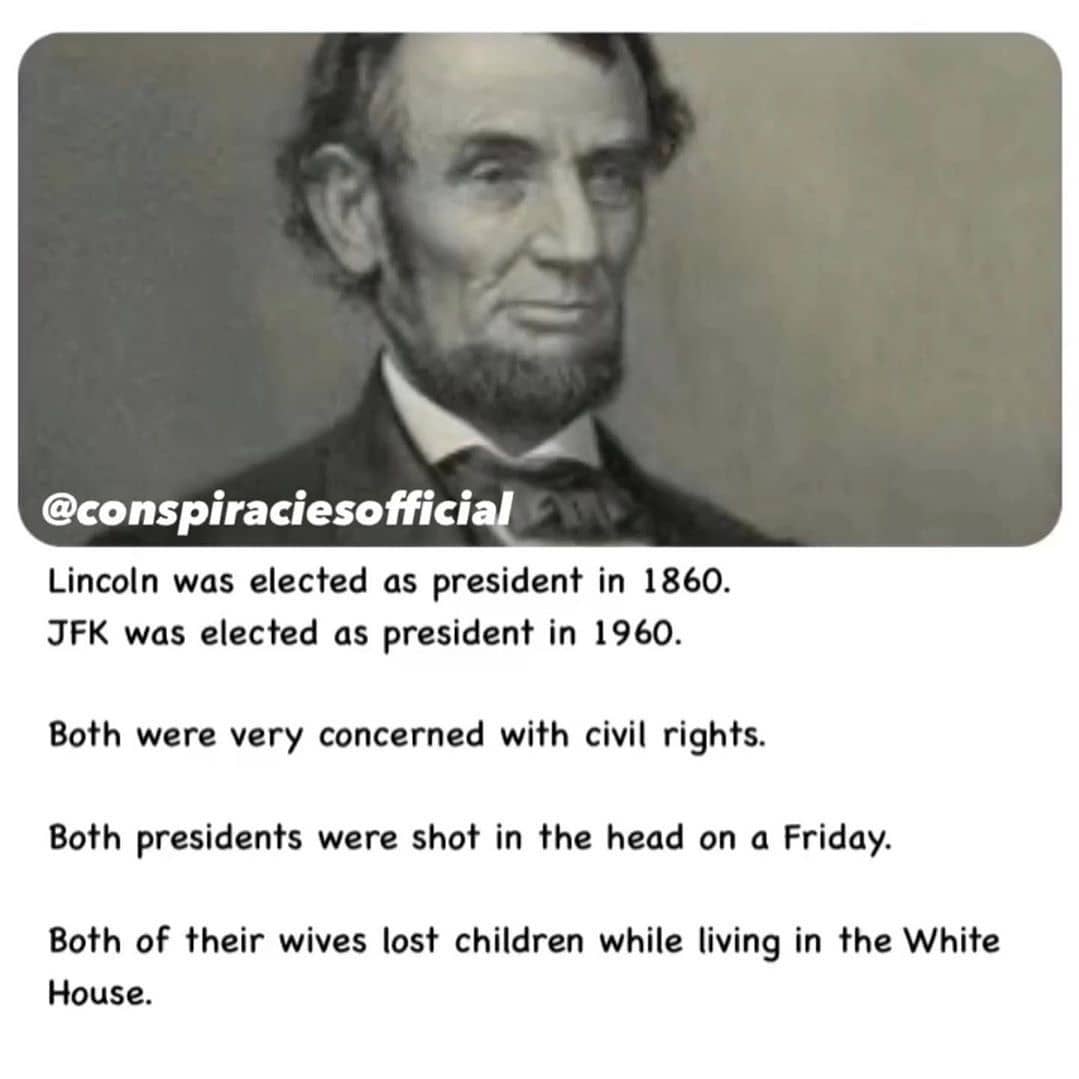 @conspiraciesofficial
Lincoln was elected as president in 1860.
JFK was elected as president in 1960.
Both were very concerned with civil rights.
Both presidents were shot in the head on a Friday.
Both of their wives lost children while living in the White
House.